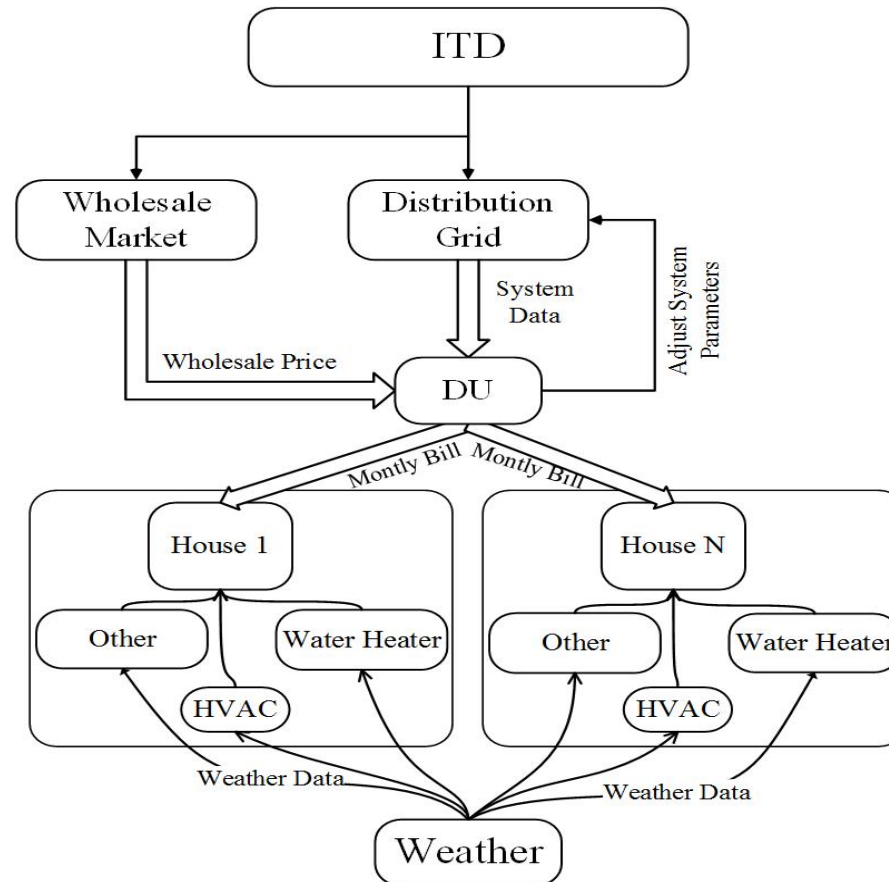 ITD
Wholesale
Market
Distribution
Grid
System
Data
Adjust System
Parameters
Wholesale Price
DU
Montly Bill
Montly Bill
House 1
House N
Other
Water Heater
Other
Water Heater
HVAC
HVAC
Weather Data
Weather Data
Weather